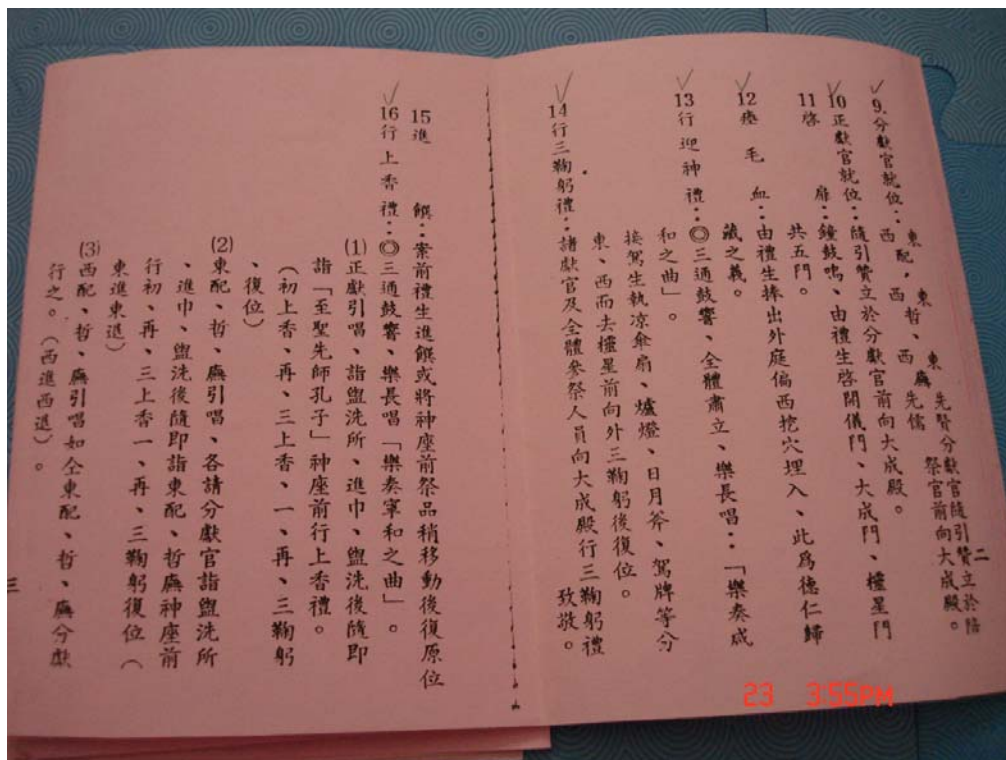 9.分獻官就位：東西配，東西哲、東西廡先賢先儒分獻官隨引贊立於陪祭官前向大成殿。
10正獻官就位：隨引贊立於分獻官前向大成殿。
11啓扉：鐘鼓鳴、由禮生啓開儀門、大成門、櫺星門
共五門。
12瘞毛血：由禮生捧出外庭偏西挖穴埋入、此爲德仁歸
藏之義。
13行迎神禮：◎三通鼓響、全體肅立、樂長唱：「樂奏咸
和之曲」。
接駕生執凉傘扇、爐燈、日月斧、駕牌等分
東、西而去櫺星前向外三鞠躬後復位。
14行三鞠躬禮：諸獻官及全體參祭人員向大成殿行三鞠躬禮
致敬。
二
15進饌：案前禮生進饌或將神座前祭品稍移動後復原位
16行上香禮：◎三通鼓響、樂長唱「樂奏寧和之曲」。
(1)正獻引唱、詣盥洗所、進巾、盥洗後隨即
詣「至聖先師孔子」神座前行上香禮。
(初上香、再、三上香、一、再、三鞠躬
、復位)
(2)東配、哲、廡引唱、各請分獻官詣盥洗所
、進巾、盥洗後隨即詣東配、哲廡神座前
行初、再、三上香一、再、三鞠躬復位(
東進東退)
(3)西配、哲、廡引唱如仝東配、哲、廡分獻
行之。(西進西退)。
三
23 3:55PM